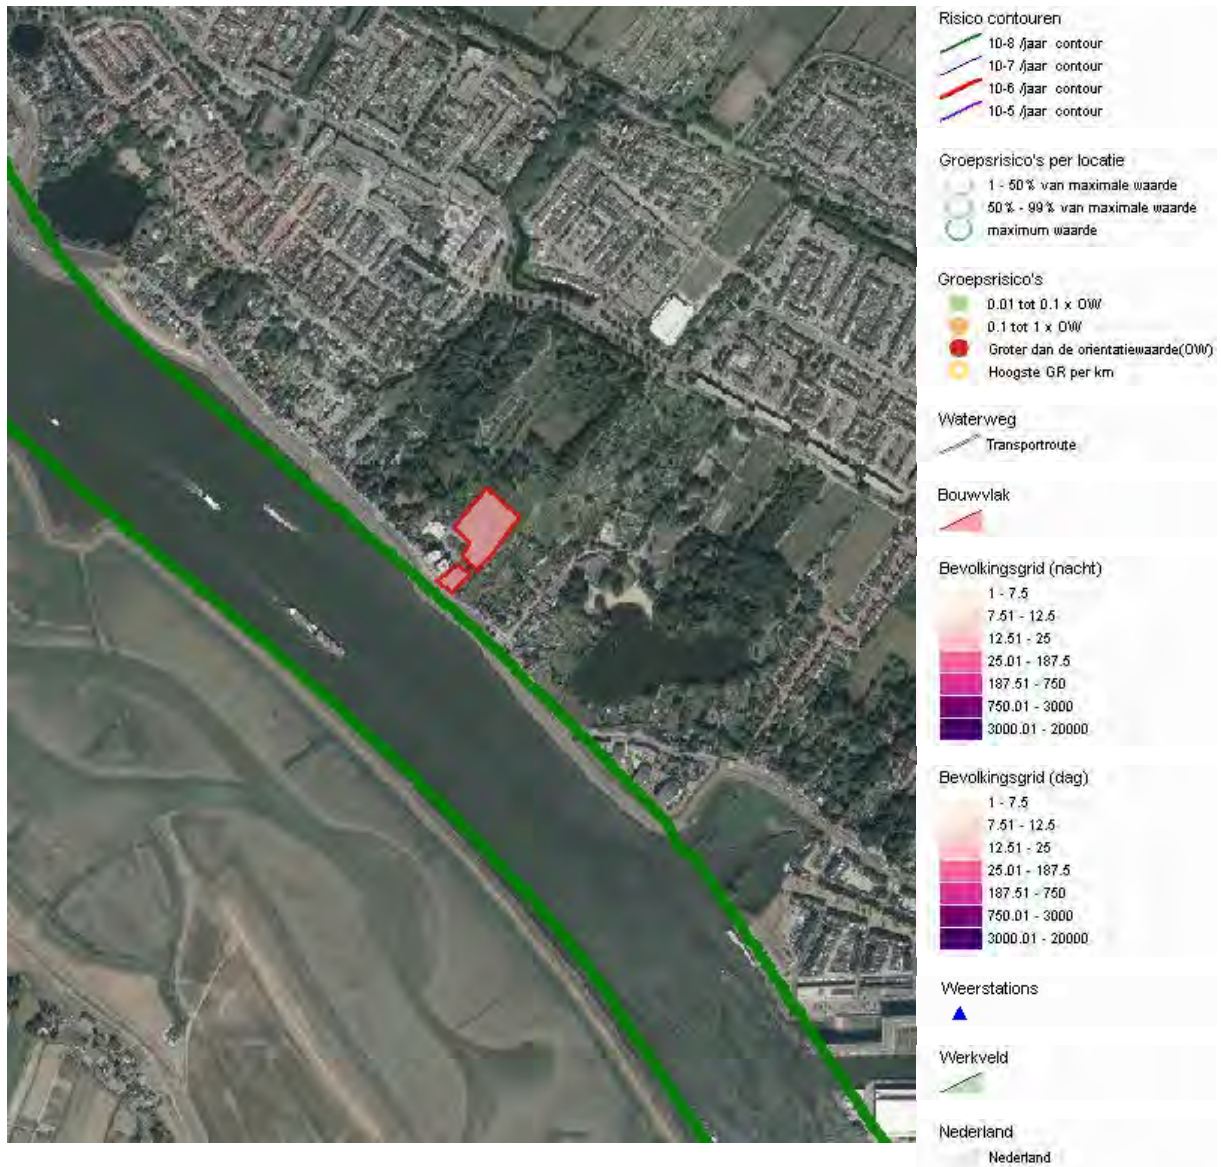 Risico contouren
10-8 /jaar contour
10-7 /jaar contour
10-6 /jaar contour
10-5 /jaar contour
Groepsrisico's per locatie
1 - 50% van maximale waarde
50% - 99% van maximale waarde
maximum waarde
Groepsrisico's
0.01 tot 0.1 x OW
0.1 tot 1 x OW
Groter dan de orientatiewaarde(OW)
Hoogste GR per km
Waterweg
Transportroute
Bouwvlak
Bevolkingsgrid (nacht)
1 - 7.5
7.51 - 12.5
12.51 - 25
25.01 - 187.5
187.51 - 750
750.01 - 3000
3000.01 - 20000
Bevolkingsgrid (dag)
1 - 7.5
7.51 - 12.5
12.51 - 25
25.01 - 187.5
187.51 - 750
750.01 - 3000
3000.01 - 20000
Weerstations
Werkveld
Nederland
Nederland